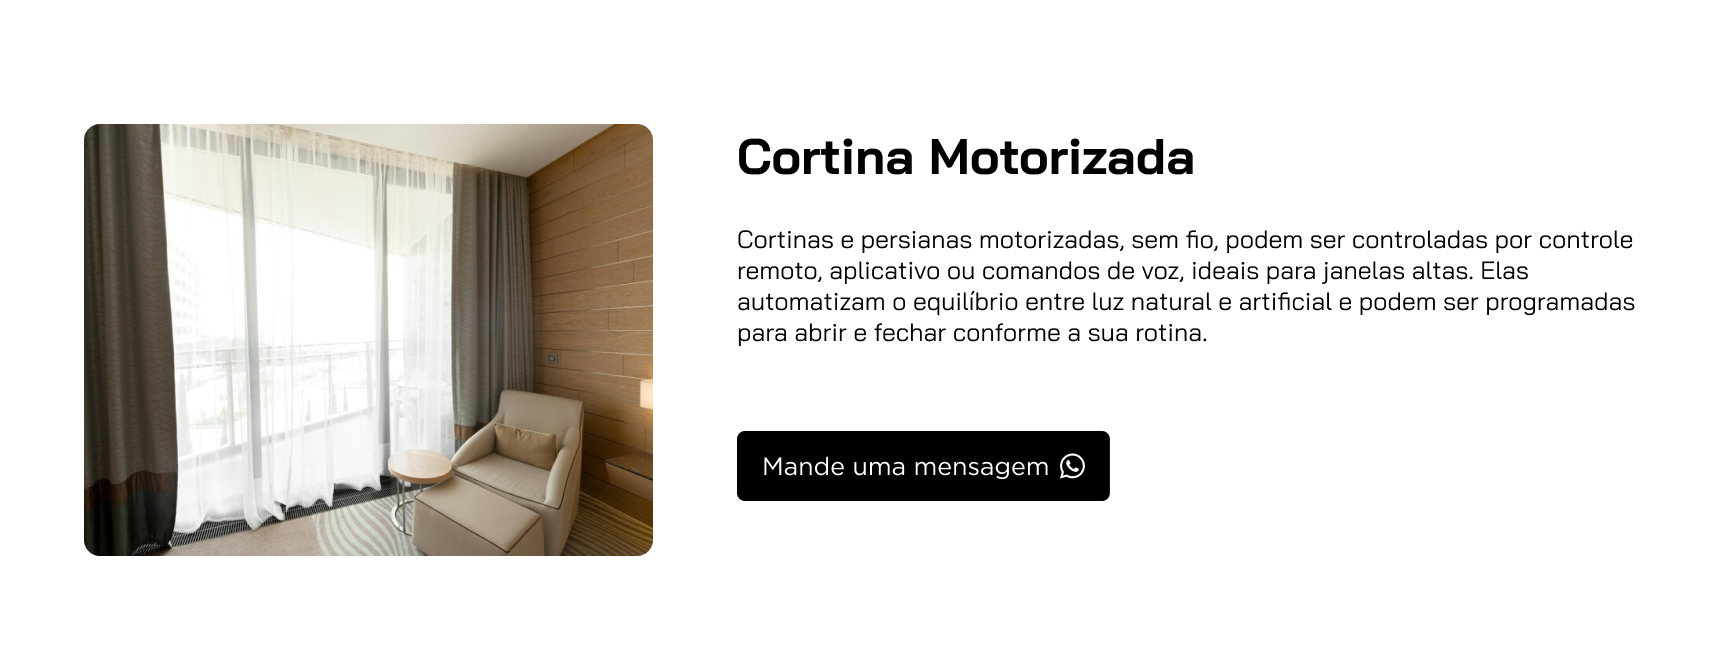 Cortina Motorizada
Cortinas e persianas motorizadas, sem fio, podem ser controladas por controle
remoto, aplicativo ou comandos de voz, ideais para janelas altas. Elas
automatizam o equilíbrio entre luz natural e artificial e podem ser programadas
para abrir e fechar conforme a sua rotina.
Mande uma mensagem